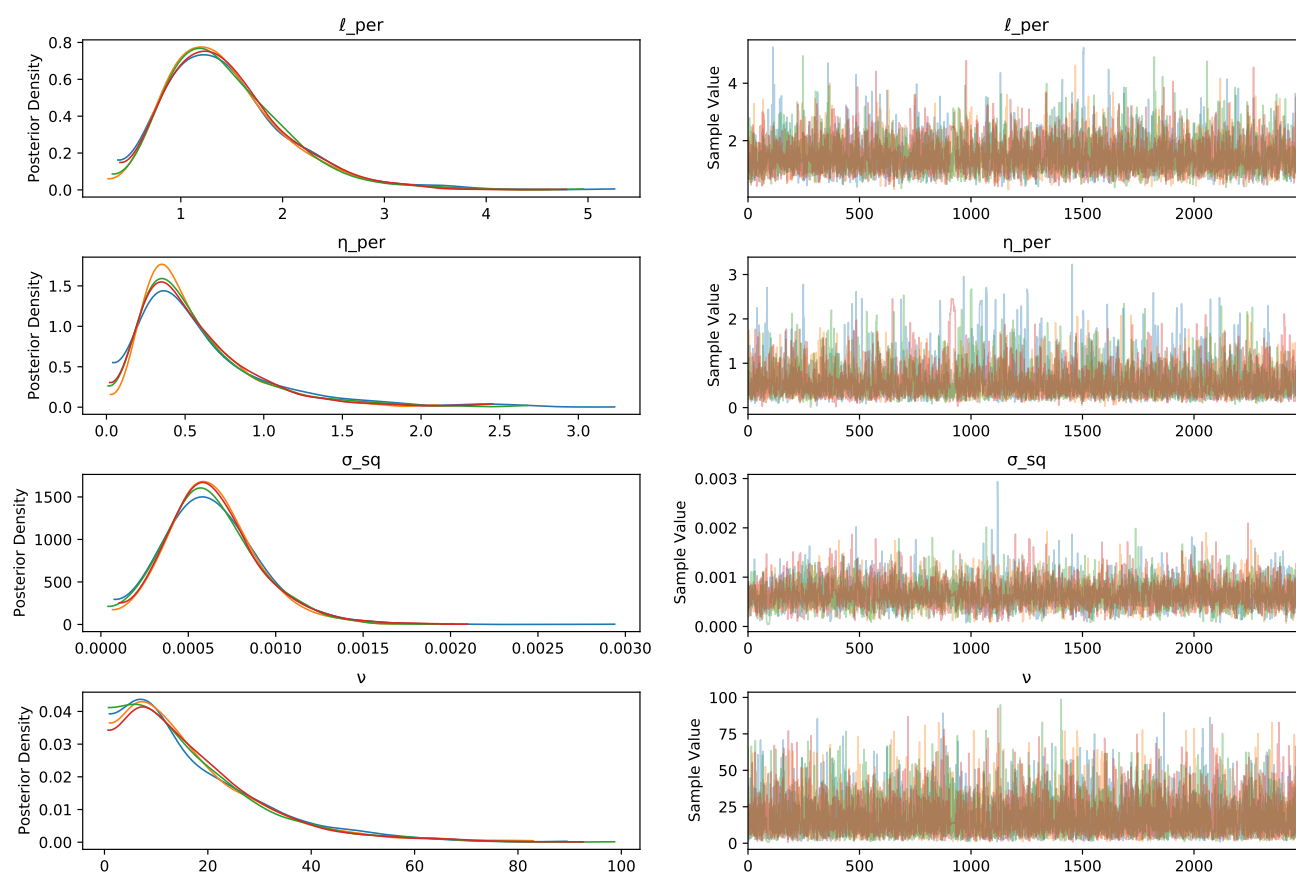 ℓ_per
Posterior Density
0.8
0.6
0.4
0.2
0.0
1 2 3 4 5
ℓ_per
Sample Value
4
2
0 500 1000 1500 2000
η_per
Posterior Density
1.5
1.0
0.5
0.0
0.0 0.5 1.0 1.5 2.0 2.5 3.0
η_per
Sample Value
3
2
1
0
0 500 1000 1500 2000
σ_sq
Posterior Density
1500
1000
500
0
0.0000 0.0005 0.0010 0.0015 0.0020 0.0025 0.0030
σ_sq
Sample Value
0.003
0.002
0.001
0.000
0 500 1000 1500 2000
ν
Posterior Density
0.04
0.03
0.02
0.01
0.00
0 20 40 60 80 100
ν
Sample Value
100
75
50
25
0
0 500 1000 1500 2000